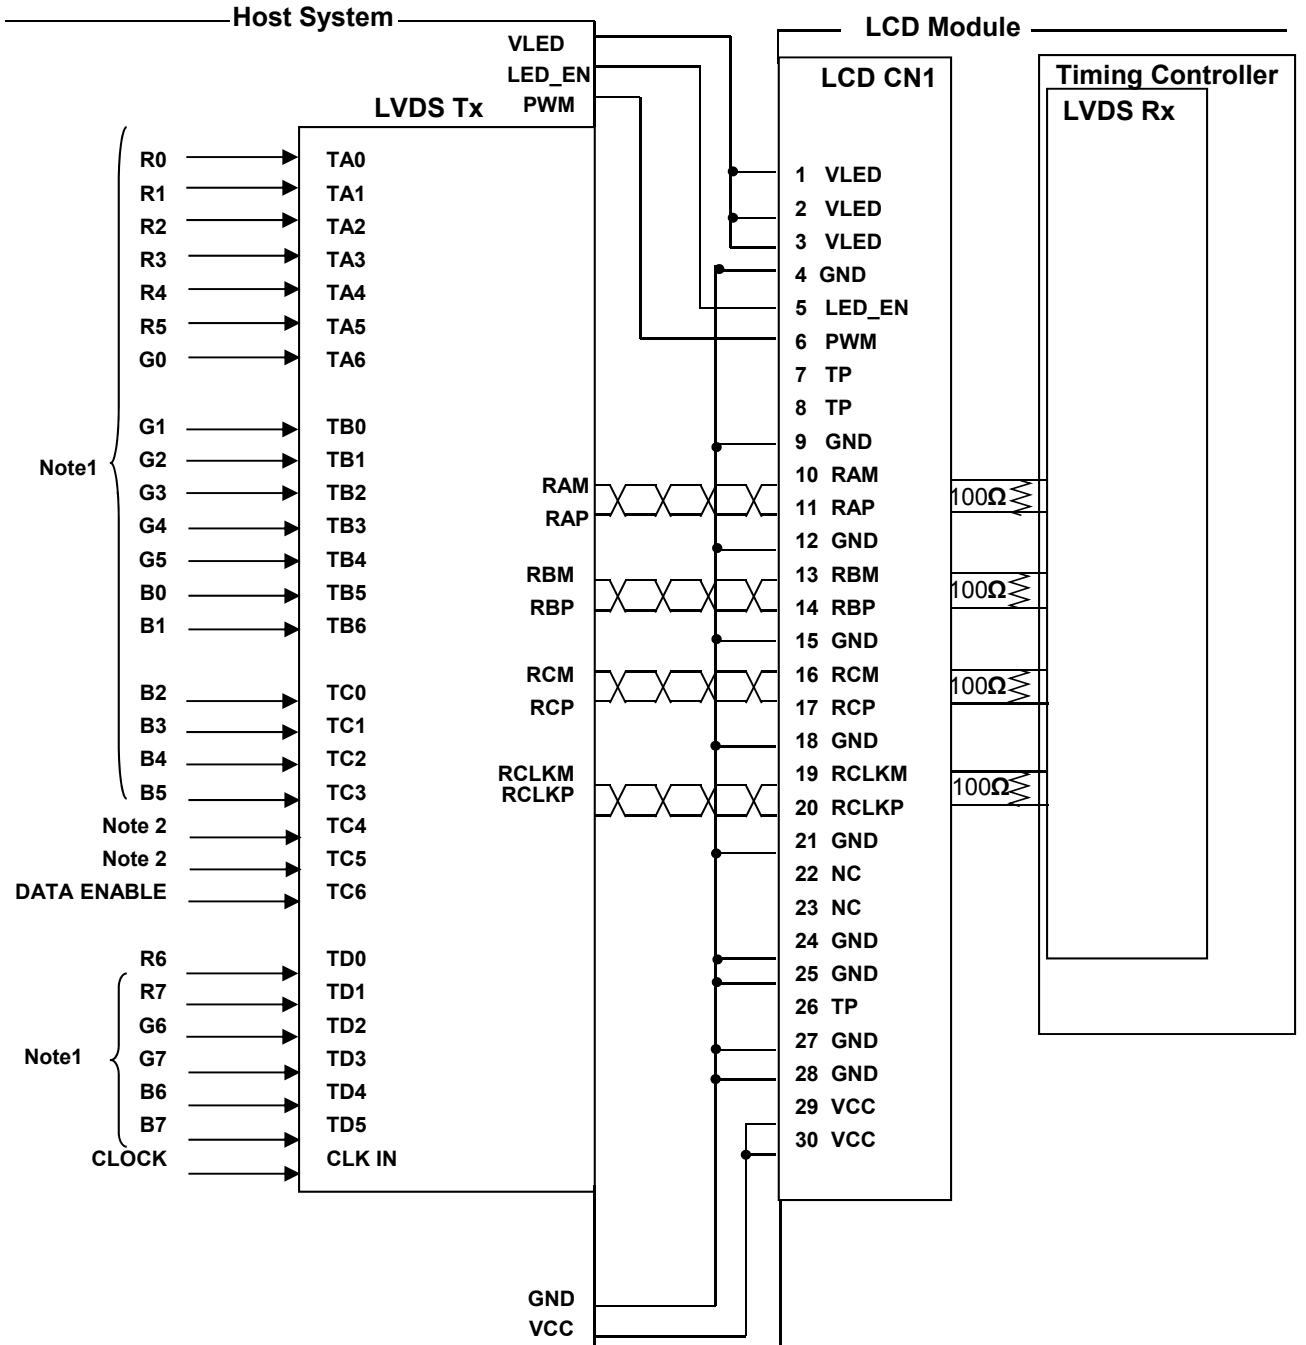 Host System
LCD Module
VLED
LED_EN
PWM
LVDS Tx
LCD CN1
Timing Controller
LVDS Rx
R0 TA0
R1 TA1
R2 TA2
R3 TA3
R4 TA4
R5 TA5
G0 TA6
G1 TB0
G2 TB1
G3 TB2
G4 TB3
G5 TB4
B0 TB5
B1 TB6
Note1
B2 TC0
B3 TC1
B4 TC2
B5 TC3
Note 2 TC4
Note 2 TC5
DATA ENABLE TC6
R6 TD0
R7 TD1
G6 TD2
G7 TD3
B6 TD4
B7 TD5
Note1
CLOCK CLK IN
RAM
RAP
RBM
RBP
RCM
RCP
RCLKM
RCLKP
GND
VCC
1 VLED
2 VLED
3 VLED
4 GND
5 LED_EN
6 PWM
7 TP
8 TP
9 GND
10 RAM
11 RAP
12 GND
13 RBM
14 RBP
15 GND
16 RCM
17 RCP
18 GND
19 RCLKM
20 RCLKP
21 GND
22 NC
23 NC
24 GND
25 GND
26 TP
27 GND
28 GND
29 VCC
30 VCC
100Ω
100Ω
100Ω
100Ω